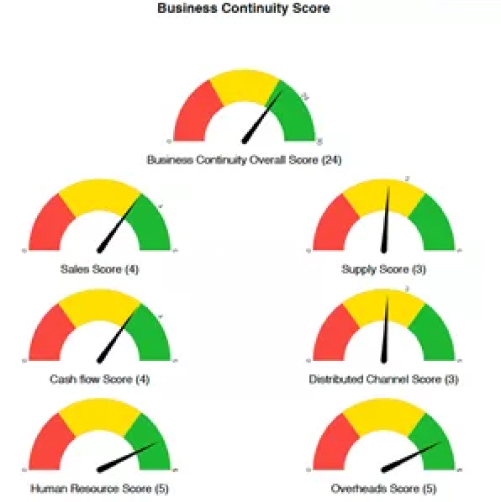 Business Continuity Score
24
Business Continuity Overall Score (24)
Sales Score (4)
Supply Score (3)
Cash flow Score (4)
Distributed Channel Score (3)
Human Resource Score (5)
Overheads Score (5)